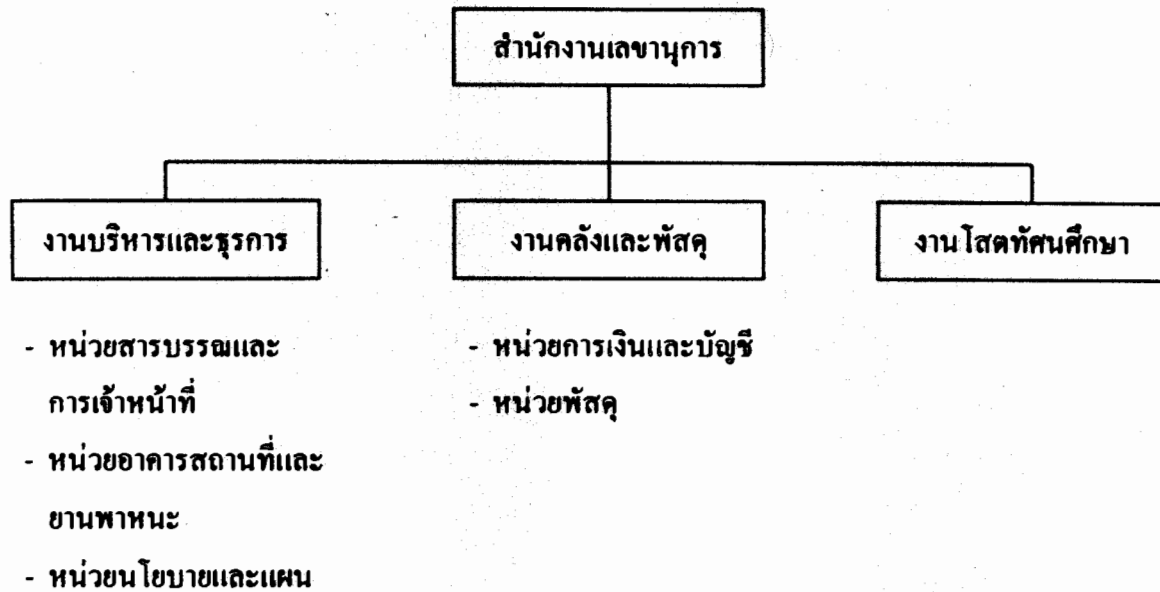 สำนักงานเลขานุการ
งานบริหารและธุรการ
งานคลังและพัสดุ
งานโสตทัศนศึกษา
- หน่วยสารบรรณและ
การเจ้าหน้าที่
- หน่วยอาคารสถานที่และ
ยานพาหนะ
- หน่วยนโยบายและแผน
- หน่วยการเงินและบัญชี
- หน่วยพัสดุ